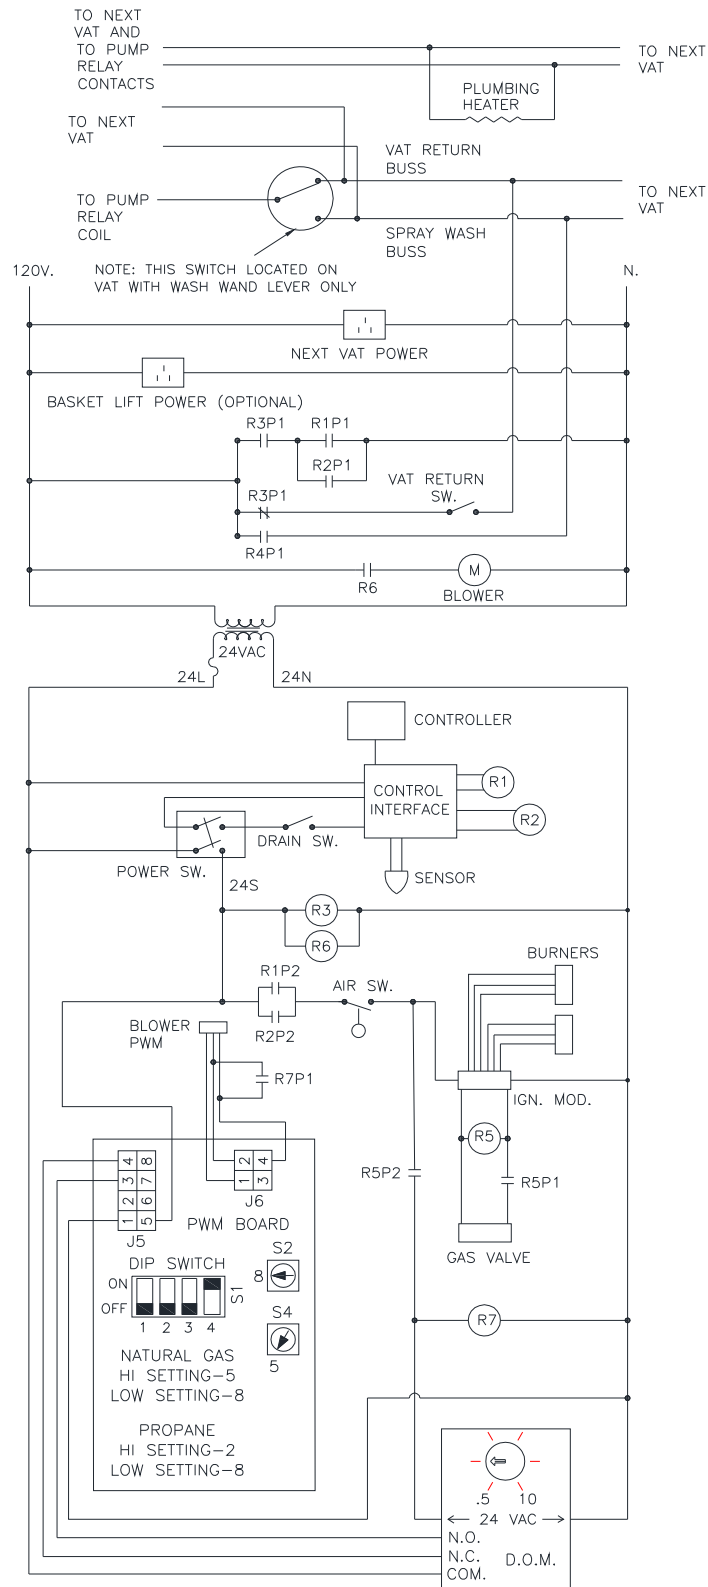 TO NEXT
VAT AND
TO PUMP
RELAY
CONTACTS
TO NEXT
VAT
PLUMBING
HEATER
TO NEXT
VAT
VAT RETURN
BUSS
TO NEXT
VAT
TO PUMP
RELAY
COIL
SPRAY WASH
BUSS
NOTE: THIS SWITCH LOCATED ON
VAT WITH WASH WAND LEVER ONLY
120V.
N.
NEXT VAT POWER
BASKET LIFT POWER (OPTIONAL)
R3P1
R1P1
R2P1
VAT RETURN
SW.
R3P1
R4P1
R6
M
BLOWER
24VAC
24L
24N
CONTROLLER
CONTROL
INTERFACE
R1
R2
DRAIN SW.
POWER SW.
SENSOR
24S
R3
R6
BURNERS
R1P2
AIR SW.
R2P2
BLOWER
PWM
R7P1
IGN. MOD.
R5
R5P2
R5P1
4 8
3 7
2 6
1 5
J5
2 4
1 3
J6
PWM BOARD
GAS VALVE
DIP SWITCH
ON
OFF
1 2 3 4
S1
S2
8
S4
5
R7
NATURAL GAS
HI SETTING-5
LOW SETTING-8
PROPANE
HI SETTING-2
LOW SETTING-8
.5 10
24 VAC
N.O.
N.C.
COM.
D.O.M.